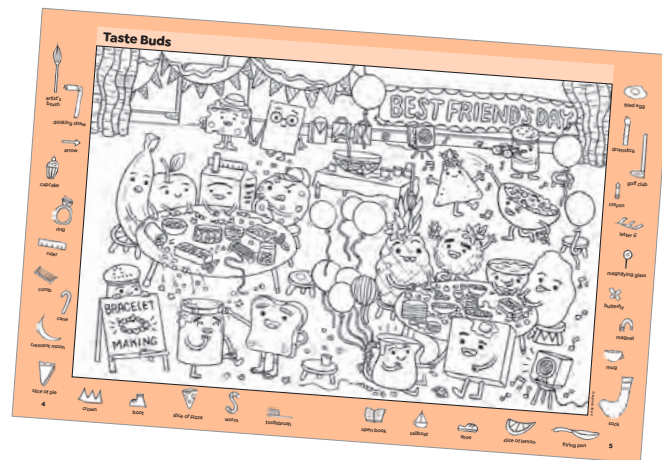 Taste Buds
BEST FRIEND'S DAY
BRACELET
MAKING
artist's
brush
drinking straw
arrow
cupcake
ring
ruler
comb
cane
crescent moon
slice of pie
4
crown
boot
slice of pizza
worm
toothbrush
open book
sailboat
shoe
slice of lemon
frying pan
5
fried egg
drumstick
golf club
crayon
letter E
magnifying glass
butterfly
magnet
mug
sock